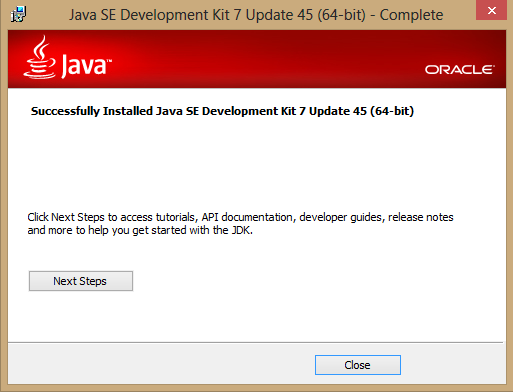 Java SE Development Kit 7 Update 45 (64-bit) - Complete
Java™
ORACLE®
Successfully Installed Java SE Development Kit 7 Update 45 (64-bit)
Click Next Steps to access tutorials, API documentation, developer guides, release notes
and more to help you get started with the JDK.
Next Steps
Close